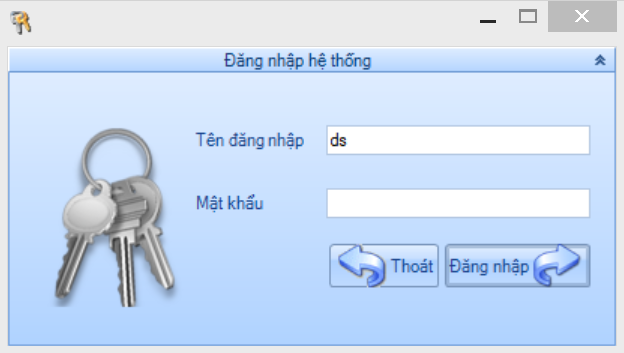 Đăng nhập hệ thống
Tên đăng nhập ds
Mật khẩu
Thoát Đăng nhập